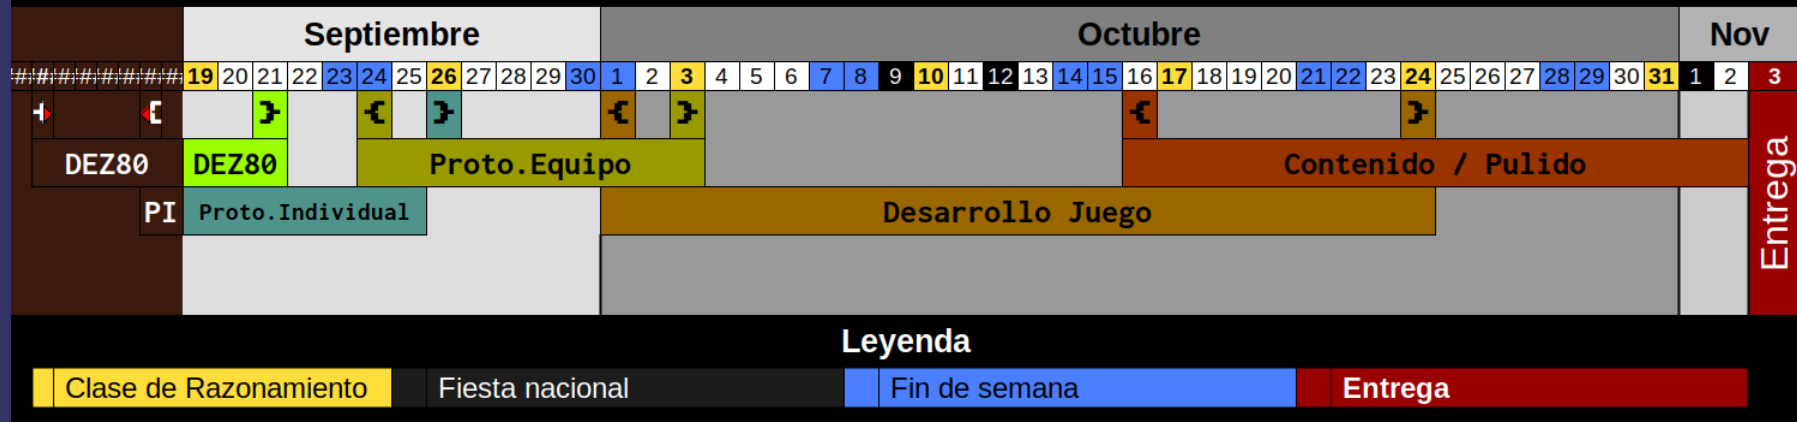 Septiembre Octubre Nov
19 20 21 22 23 24 25 26 27 28 29 30 1 2 3 4 5 6 7 8 9 10 11 12 13 14 15 16 17 18 19 20 21 22 23 24 25 26 27 28 29 30 31 1 2 3
} { } { } { }
DEZ80 DEZ80 Proto.Equipo Contenido / Pulido
PI Proto.Individual Desarrollo Juego
Entrega
Leyenda
Clase de Razonamiento Fiesta nacional Fin de semana Entrega